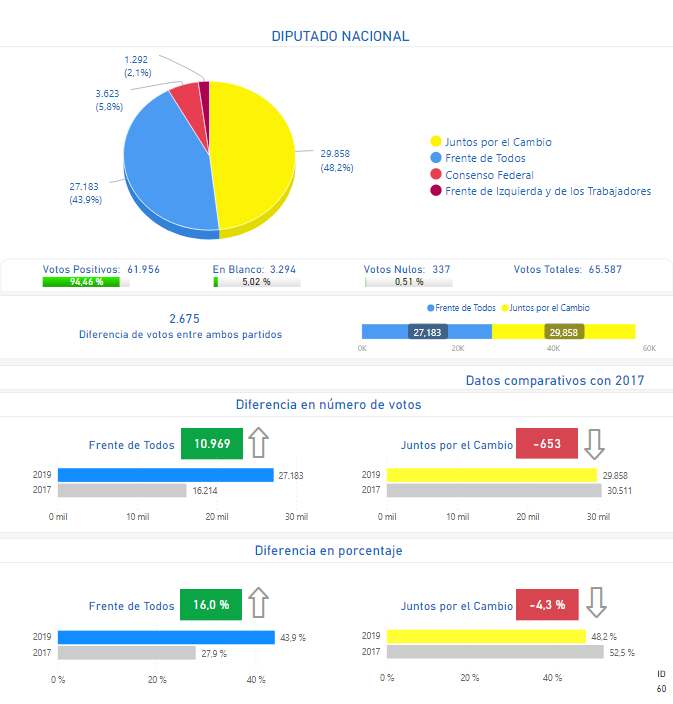 DIPUTADO NACIONAL
1.292
(2,1%)
3.623
(5,8%)
29.858
(48,2%)
27.183
(43,9%)
Juntos por el Cambio
Frente de Todos
Consenso Federal
Frente de Izquierda y de los Trabajadores
Votos Positivos: 61.956
94,46 %
En Blanco: 3.294
5,02 %
Votos Nulos: 337
0,51 %
Votos Totales: 65.587
2.675
Diferencia de votos entre ambos partidos
Frente de Todos Juntos por el Cambio
27,183 29,858
0K 20K 40K 60K
Datos comparativos con 2017
Diferencia en número de votos
Frente de Todos 10.969
2019 27.183
2017 16.214
0 mil 10 mil 20 mil 30 mil
Juntos por el Cambio -653
2019 29.858
2017 30.511
0 mil 10 mil 20 mil 30 mil
Diferencia en porcentaje
Frente de Todos 16,0 %
2019 43,9 %
2017 27,9 %
0 % 20 % 40 %
Juntos por el Cambio -4,3 %
2019 48,2 %
2017 52,5 %
0 % 20 % 40 %
ID
60